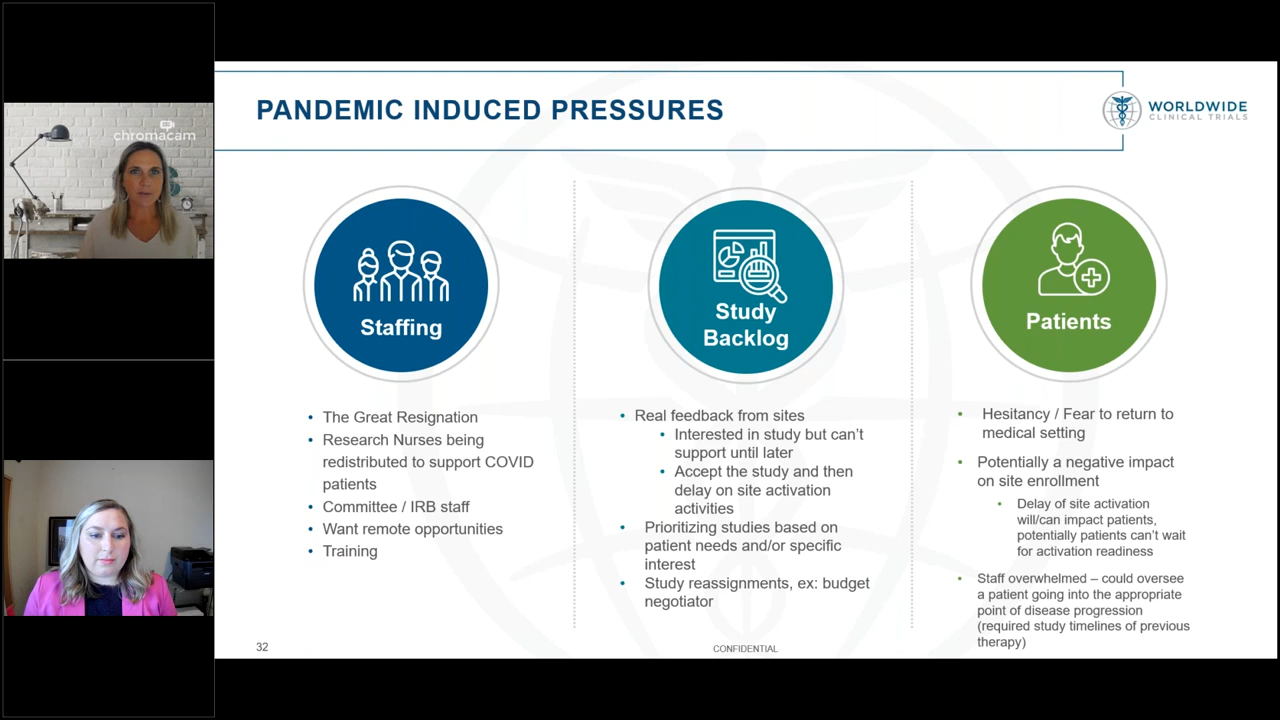 chromacam
PANDEMIC INDUCED PRESSURES
WORLDWIDE
CLINICAL TRIALS
Staffing
• The Great Resignation
• Research Nurses being
redistributed to support COVID
patients
• Committee / IRB staff
• Want remote opportunities
• Training
Study
Backlog
• Real feedback from sites
• Interested in study but can't
support until later
• Accept the study and then
delay on site activation
activities
• Prioritizing studies based on
patient needs and/or specific
interest
• Study reassignments, ex: budget
negotiator
Patients
• Hesitancy / Fear to return to
medical setting
• Potentially a negative impact
on site enrollment
• Delay of site activation
will/can impact patients,
potentially patients can't wait
for activation readiness
• Staff overwhelmed – could oversee
a patient going into the appropriate
point of disease progression
(required study timelines of previous
therapy)
32
CONFIDENTIAL